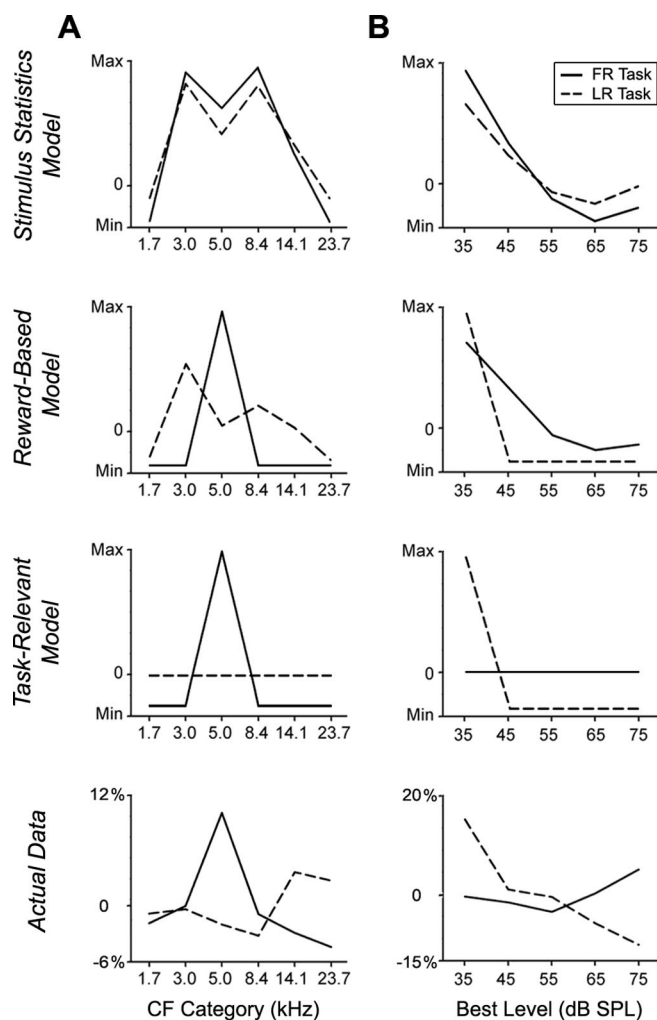 A
B
Stimulus Statistics
Model
Max
0
Min
1.7 3.0 5.0 8.4 14.1 23.7
Max
0
Min
35 45 55 65 75
FR Task
LR Task
Reward-Based
Model
Max
0
Min
1.7 3.0 5.0 8.4 14.1 23.7
Max
0
Min
35 45 55 65 75
Task-Relevant
Model
Max
0
Min
1.7 3.0 5.0 8.4 14.1 23.7
Max
0
Min
35 45 55 65 75
Actual Data
12%
0
-6%
1.7 3.0 5.0 8.4 14.1 23.7
CF Category (kHz)
20%
0
-15%
35 45 55 65 75
Best Level (dB SPL)